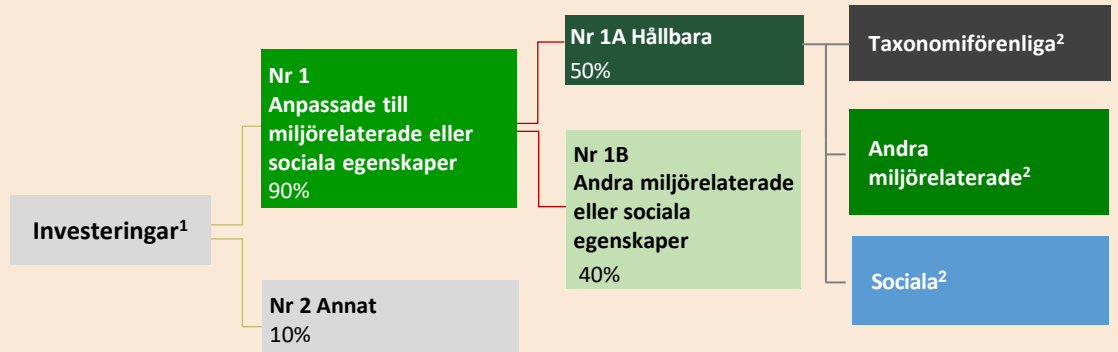 Investeringar¹
Nr 1
Anpassade till
miljörelaterade eller
sociala egenskaper
90%
Nr 2 Annat
10%
Nr 1A Hållbara
50%
Nr 1B
Andra miljörelaterade
eller sociala
egenskaper
40%
Taxonomiförenliga²
Andra
miljörelaterade²
Sociala²